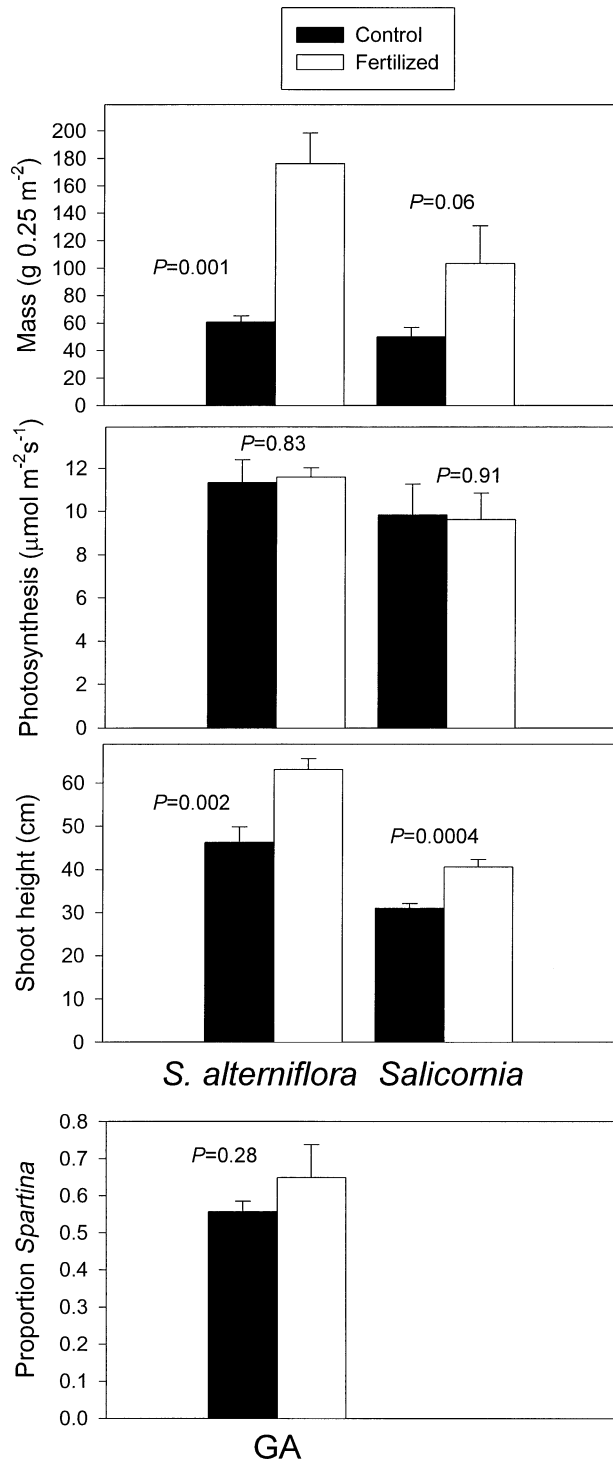 Control
Fertilized
Mass (g 0.25 m⁻²)
200
180
160
140
120
100
80
60
40
20
0
P=0.001
P=0.06
Photosynthesis (μmol m⁻²s⁻¹)
12
10
8
6
4
2
0
P=0.83
P=0.91
Shoot height (cm)
60
50
40
30
20
10
0
P=0.002
P=0.0004
S. alterniflora Salicornia
Proportion Spartina
0.8
0.7
0.6
0.5
0.4
0.3
0.2
0.1
0.0
P=0.28
GA